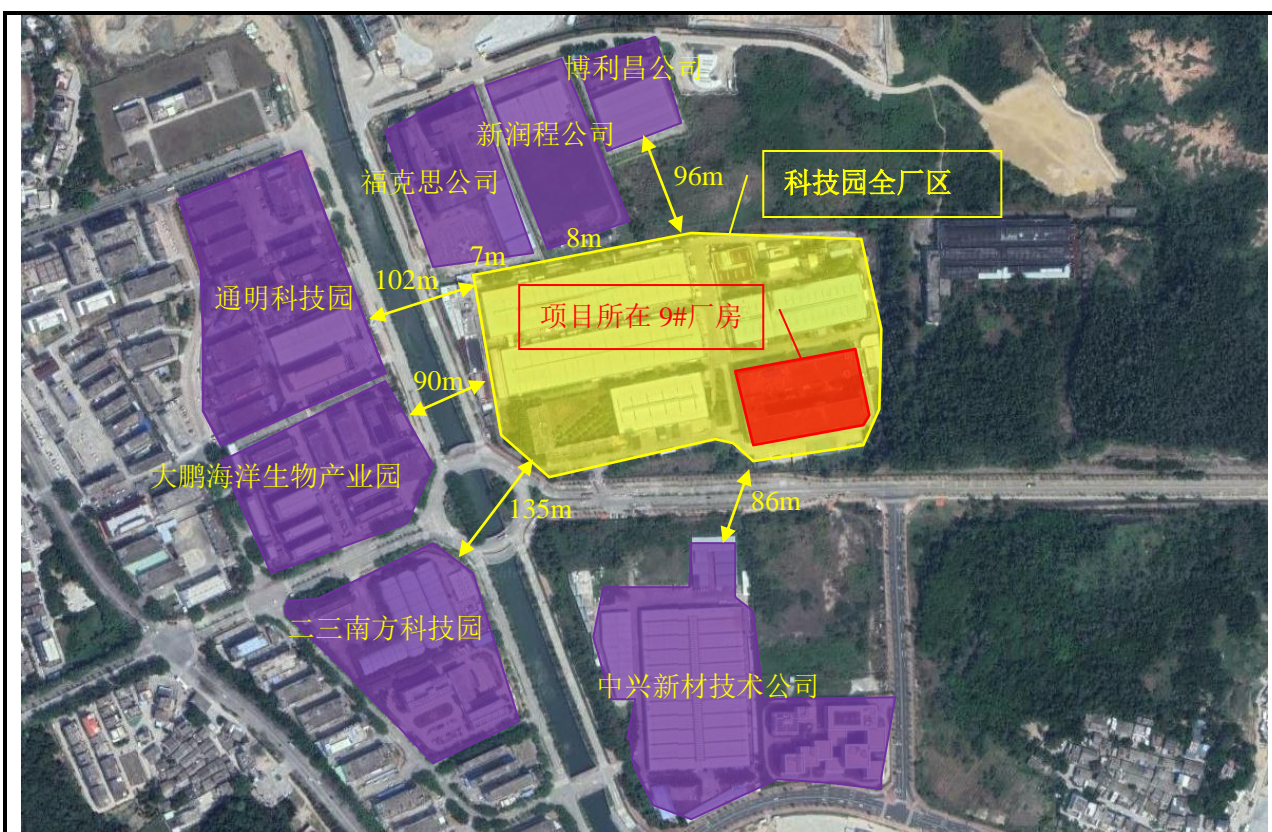 博利昌公司
新润程公司
福克思公司
96m
科技园全厂区
8m
7m
102m
通明科技园
项目所在 9#厂房
90m
大鹏海洋生物产业园
135m
86m
二三南方科技园
中兴新材技术公司